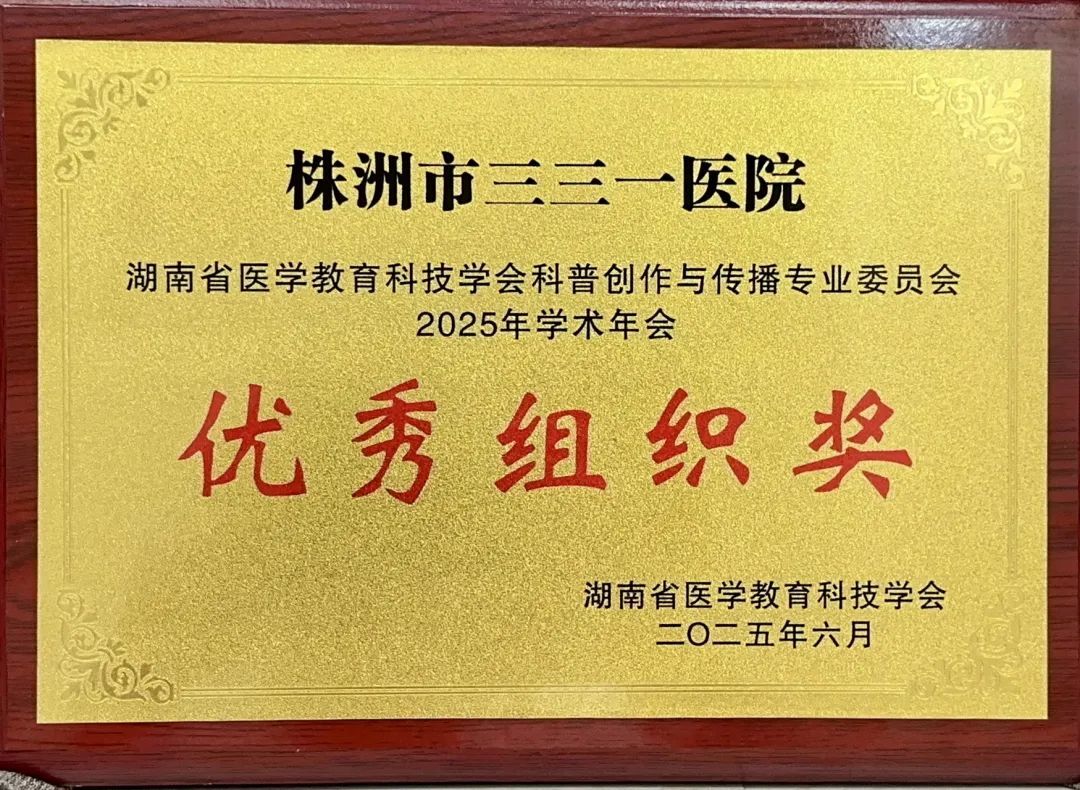 株洲市三三一医院
湖南省医学教育科技学会科普创作与传播专业委员会
2025年学术年会
优秀组织奖
湖南省医学教育科技学会
二〇二五年六月